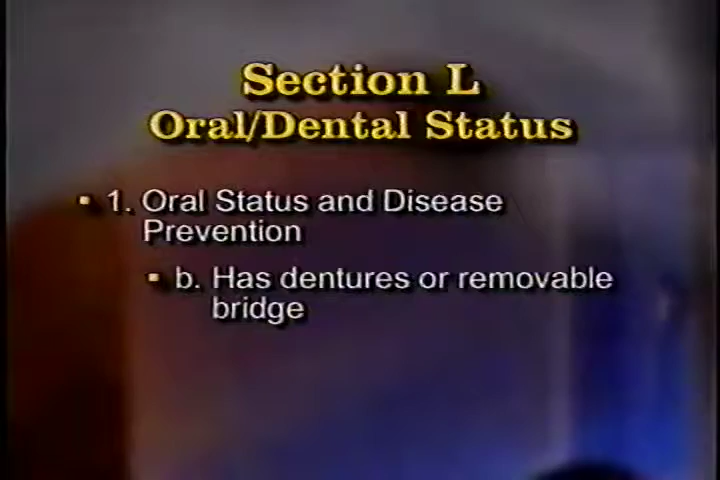 Section L
Oral/Dental Status
▪ 1. Oral Status and Disease
Prevention
▪ b. Has dentures or removable
bridge